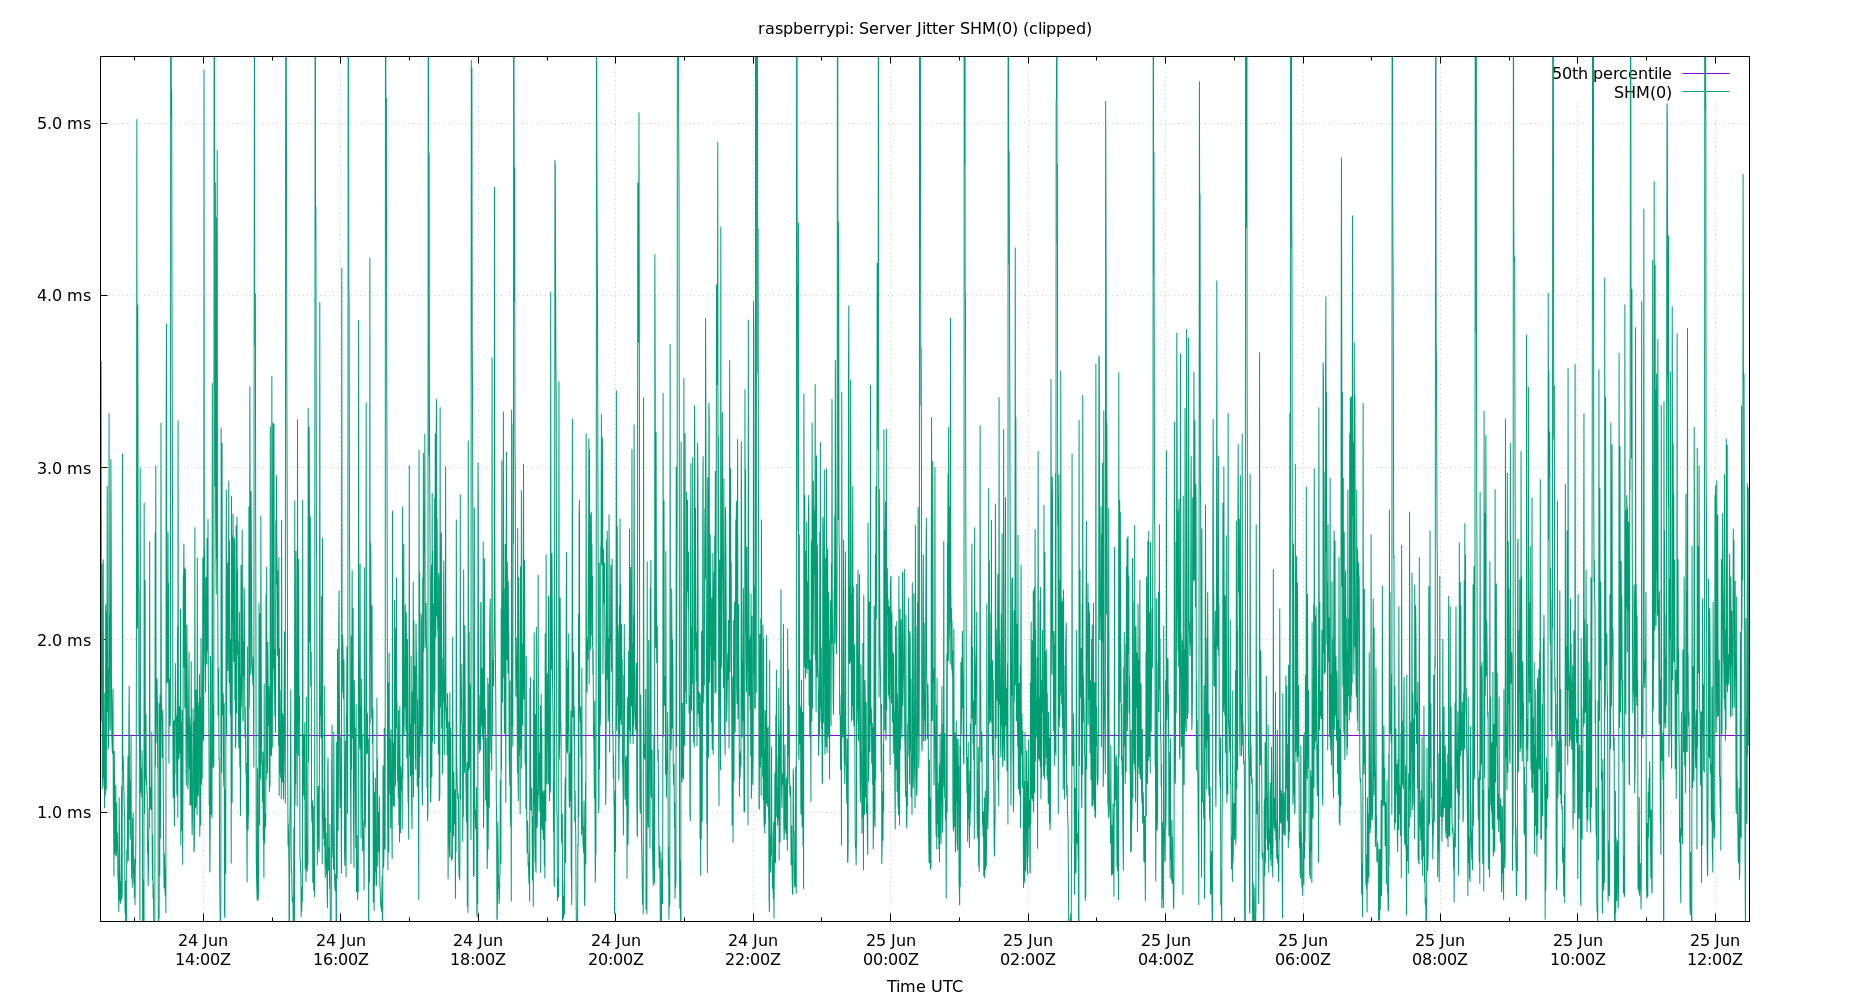 raspberrypi: Server Jitter SHM(0) (clipped)
50th percentile
SHM(0)
5.0 ms
4.0 ms
3.0 ms
2.0 ms
1.0 ms
24 Jun 24 Jun 24 Jun 24 Jun 24 Jun 25 Jun 25 Jun 25 Jun 25 Jun 25 Jun 25 Jun 25 Jun
14:00Z 16:00Z 18:00Z 20:00Z 22:00Z 00:00Z 02:00Z 04:00Z 06:00Z 08:00Z 10:00Z 12:00Z
Time UTC